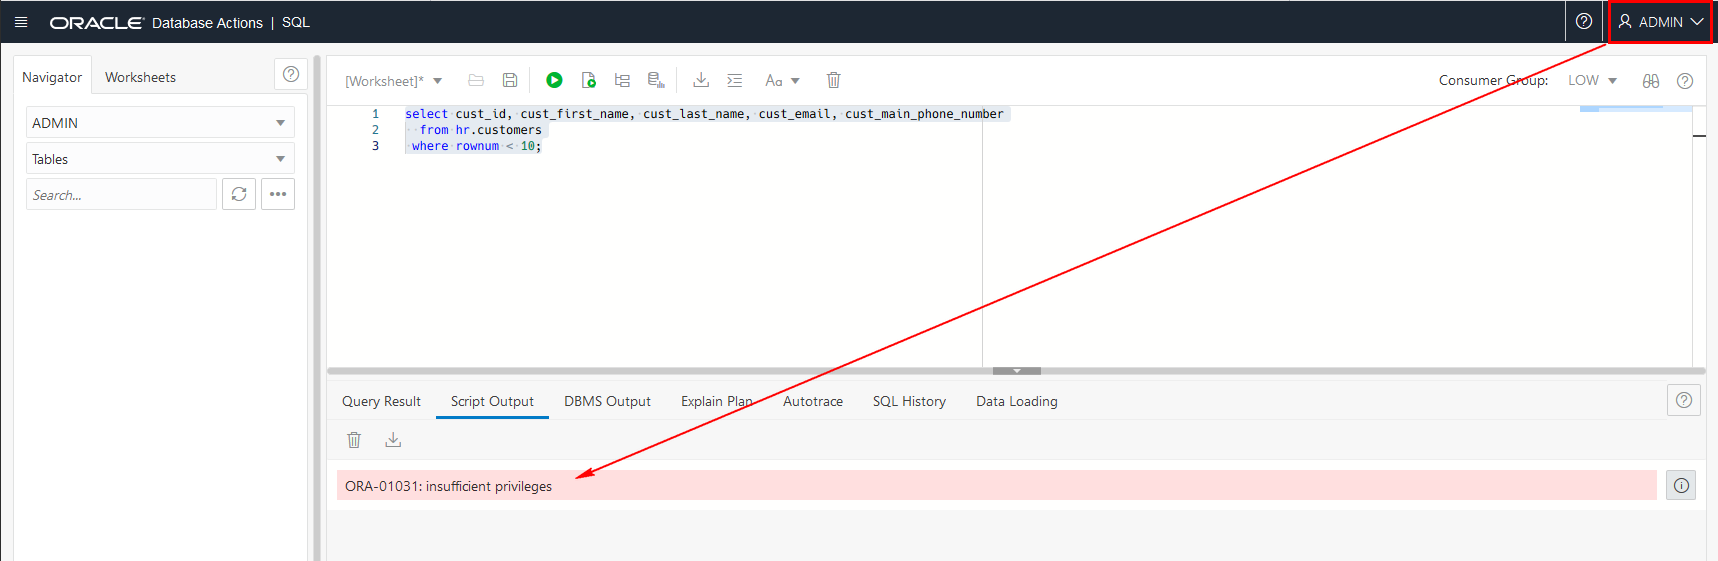 ORACLE Database Actions | SQL
ADMIN
Navigator Worksheets
ADMIN
Tables
Search...
[Worksheet]*
Aa
Consumer Group: LOW
1 select cust_id, cust_first_name, cust_last_name, cust_email, cust_main_phone_number
2 from hr.customers
3 where rownum < 10;
Query Result Script Output DBMS Output Explain Plan Autotrace SQL History Data Loading
ORA-01031: insufficient privileges